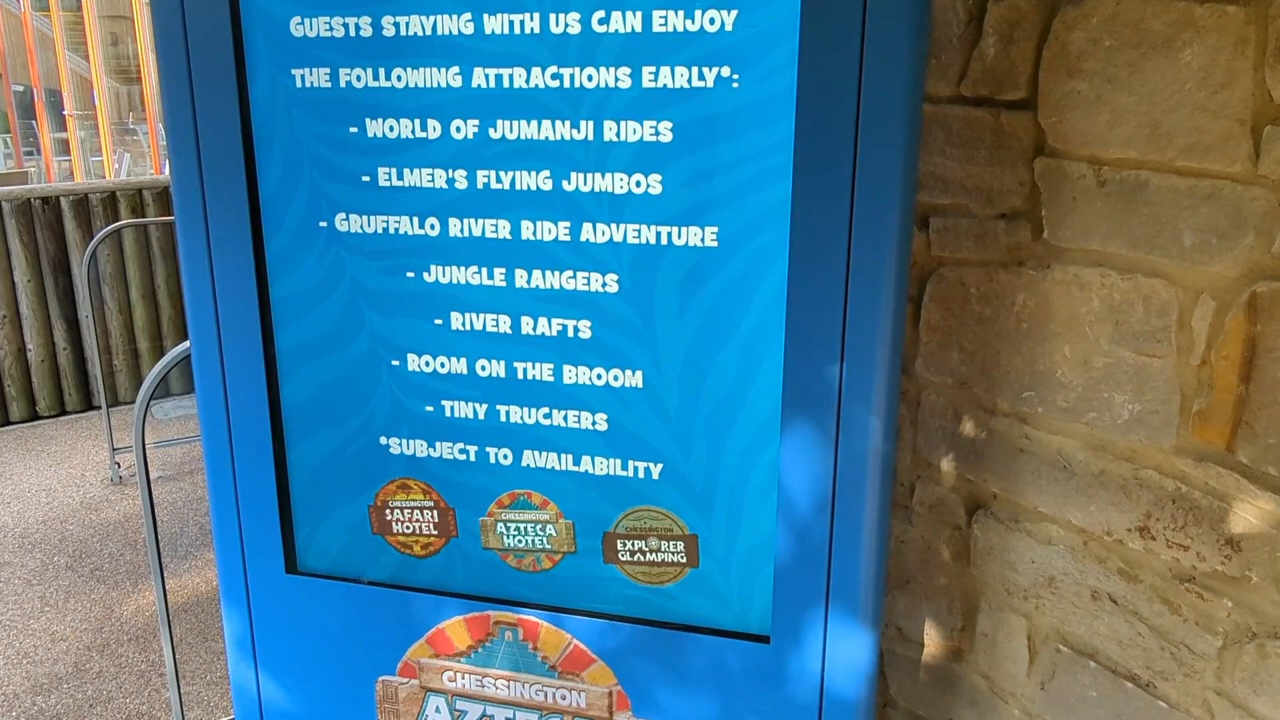 GUESTS STAYING WITH US CAN ENJOY
THE FOLLOWING ATTRACTIONS EARLY*:
- WORLD OF JUMANJI RIDES
- ELMER'S FLYING JUMBOS
- GRUFFALO RIVER RIDE ADVENTURE
- JUNGLE RANGERS
- RIVER RAFTS
- ROOM ON THE BROOM
- TINY TRUCKERS
*SUBJECT TO AVAILABILITY
CHESSINGTON
SAFARI
HOTEL
CHESSINGTON
AZTECA
HOTEL
CHESSINGTON
EXPLORER
GLAMPING
CHESSINGTON
AZTECA